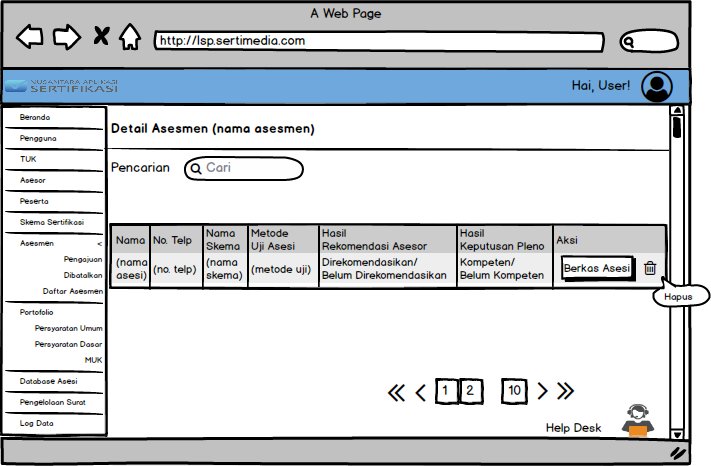 A Web Page
http://lsp.sertimedia.com
NUSANTARA APLIKASI
SERTIFIKASI
Hai, User!
Beranda
Pengguna
TUK
Asesor
Peserta
Skema Sertifikasi
Asesmen <
Pengajuan
Dibatalkan
Daftar Asesmen
Portofolio
Persyaratan Umum
Persyaratan Dasar
MUK
Database Asesi
Pengelolaan Surat
Log Data
Detail Asesmen (nama asesmen)
Pencarian Cari
Nama No. Telp Nama Skema Metode Uji Asesi Hasil Rekomendasi Asesor Hasil Keputusan Pleno Aksi
(nama asesi) (no. telp) (nama skema) (metode uji) Direkomendasikan/ Belum Direkomendasikan Kompeten/ Belum Kompeten Berkas Asesi
Hapus
1 2 10
Help Desk